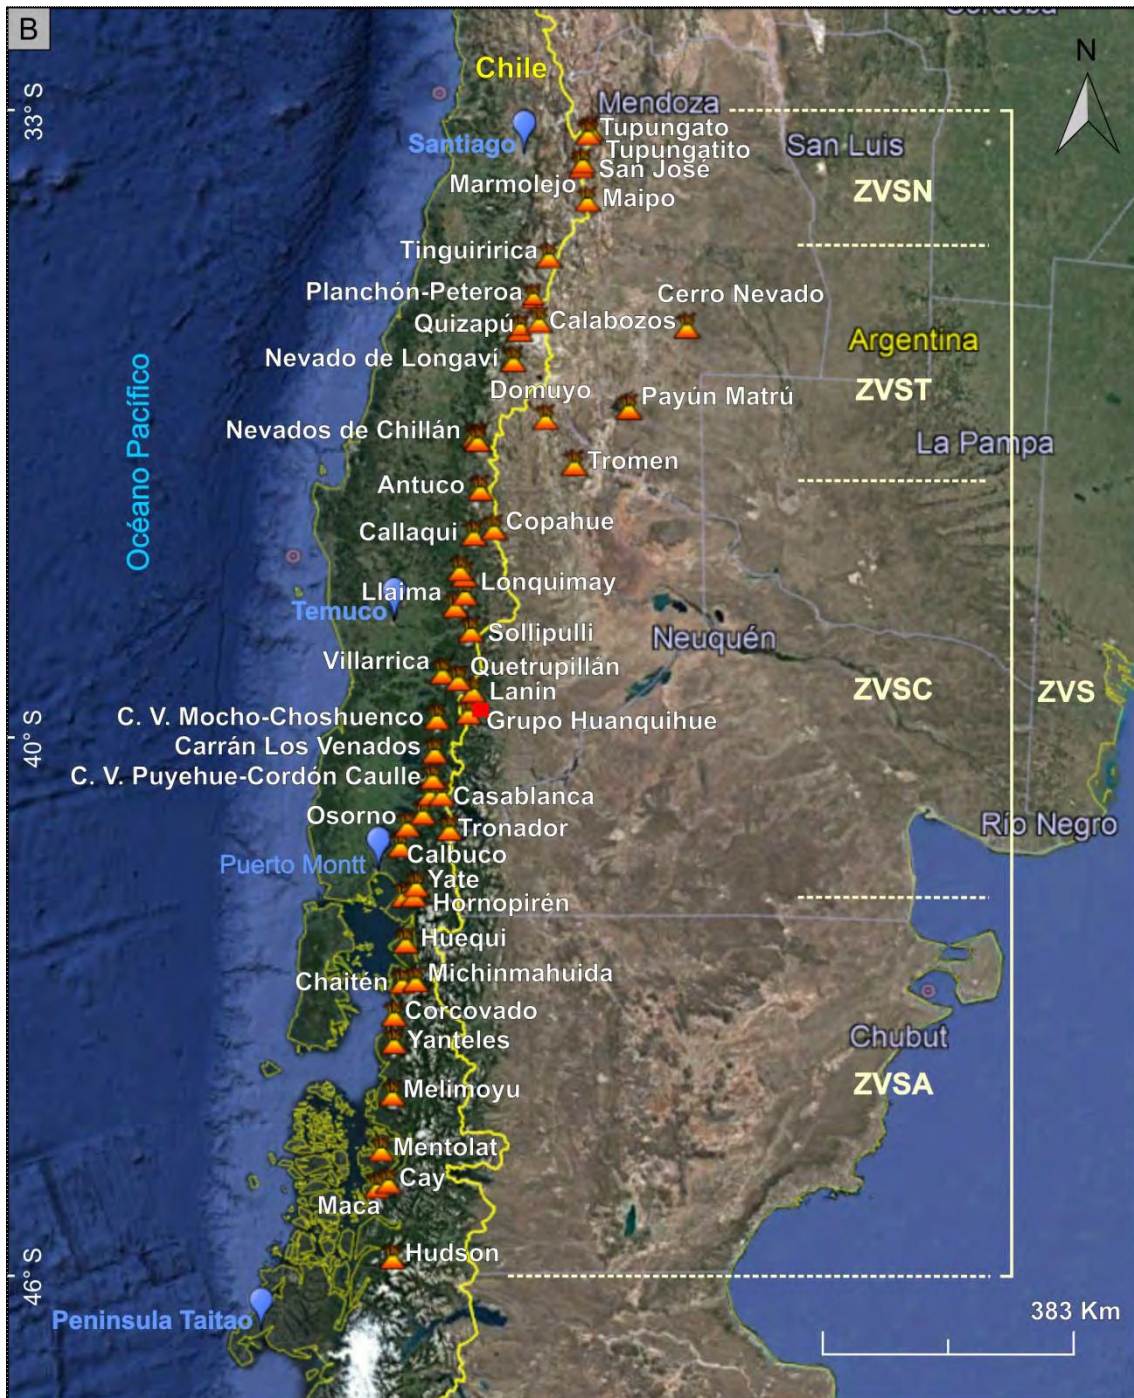 B
Córdoba
N
Chile
33° S
Mendoza
Santiago
Tupungato
San Luis
Tupungatito
San José
Marmolejo
Maipo
ZVSN
Tinguiririca
Planchón-Peteroa
Cerro Nevado
Quizapú
Calabozos
Argentina
Nevado de Longaví
Océano Pacífico
Domuyo
Payún Matrú
ZVST
Nevados de Chillán
La Pampa
Tromen
Antuco
Callaqui
Copahue
Llaima
Lonquimay
Temuco
Sollipulli
Neuquén
Villarrica
Quetrupillán
Lanín
ZVSC
ZVS
C. V. Mocho-Choshuenco
Grupo Huanquihue
40° S
Carrán Los Venados
C. V. Puyehue-Cordón Caulle
Casablanca
Osorno
Tronador
Río Negro
Puerto Montt
Calbuco
Yate
Hornopirén
Huequi
Chaitén
Michinmahuida
Corcovado
Yanteles
Chubut
ZVSA
Melimoyu
Mentolat
Cay
Maca
Hudson
46° S
Peninsula Taitao
383 Km